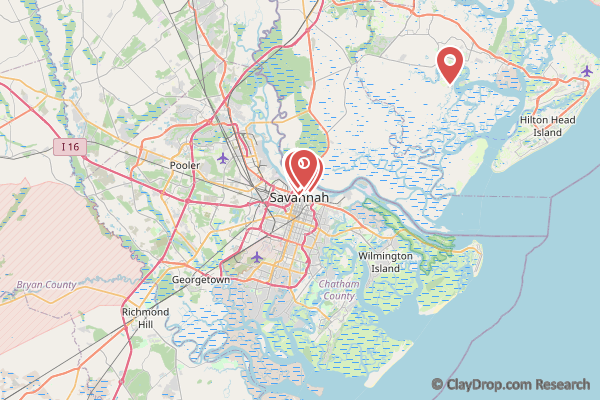 Hilton Head
Island
I 16
Pooler
Savannah
Wilmington
Island
Georgetown
Chatham
County
Bryan County
Richmond
Hill
© ClayDrop.com Research